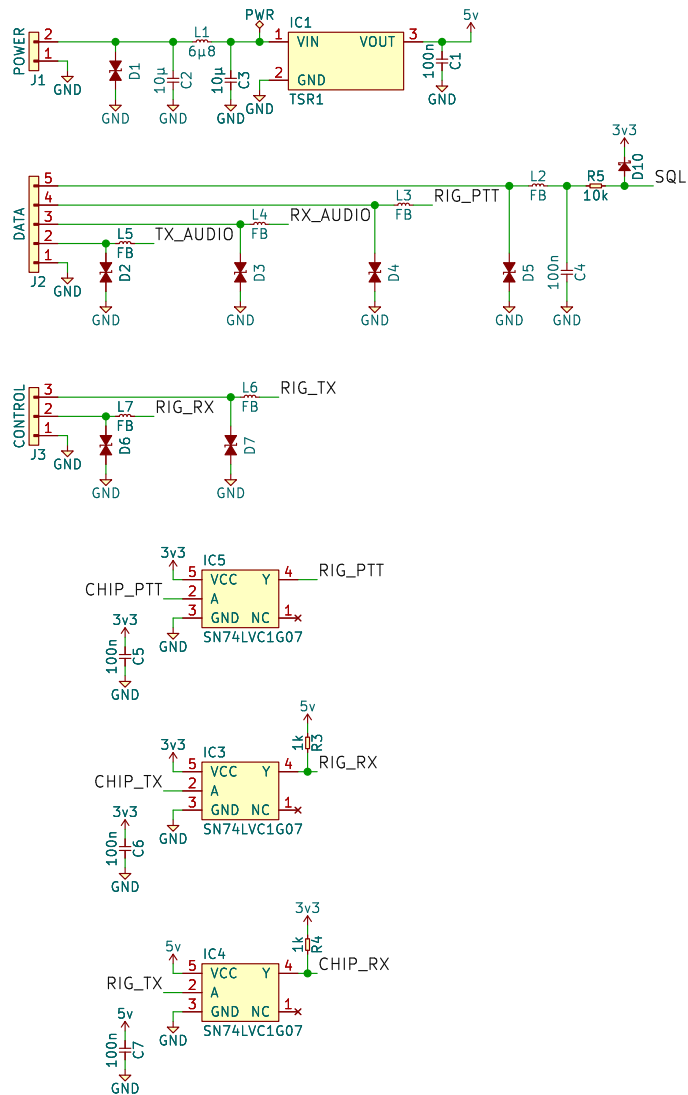 POWER
2
1
J1
GND
D1
GND
10µ
C2
GND
L1
6µ8
10µ
C3
GND
PWR
IC1
1
VIN
VOUT
3
2
GND
TSR1
GND
5v
100n
C1
GND
DATA
5
4
3
2
1
J2
GND
L5
FB
TX_AUDIO
D2
GND
L4
FB
RX_AUDIO
D3
GND
L3
FB
RIG_PTT
D4
GND
L2
FB
D5
GND
100n
C4
GND
R5
10k
3v3
D10
SQL
CONTROL
3
2
1
J3
GND
L7
FB
RIG_RX
D6
GND
L6
FB
RIG_TX
D7
GND
IC5
3v3
5
VCC
Y
4
RIG_PTT
CHIP_PTT
2
A
3
GND
NC
1
SN74LVC1G07
GND
3v3
100n
C5
GND
IC3
3v3
5
VCC
Y
4
5v
1k
R3
RIG_RX
CHIP_TX
2
A
3
GND
NC
1
SN74LVC1G07
GND
3v3
100n
C6
GND
IC4
5v
5
VCC
Y
4
3v3
1k
R4
CHIP_RX
RIG_TX
2
A
3
GND
NC
1
SN74LVC1G07
GND
5v
100n
C7
GND